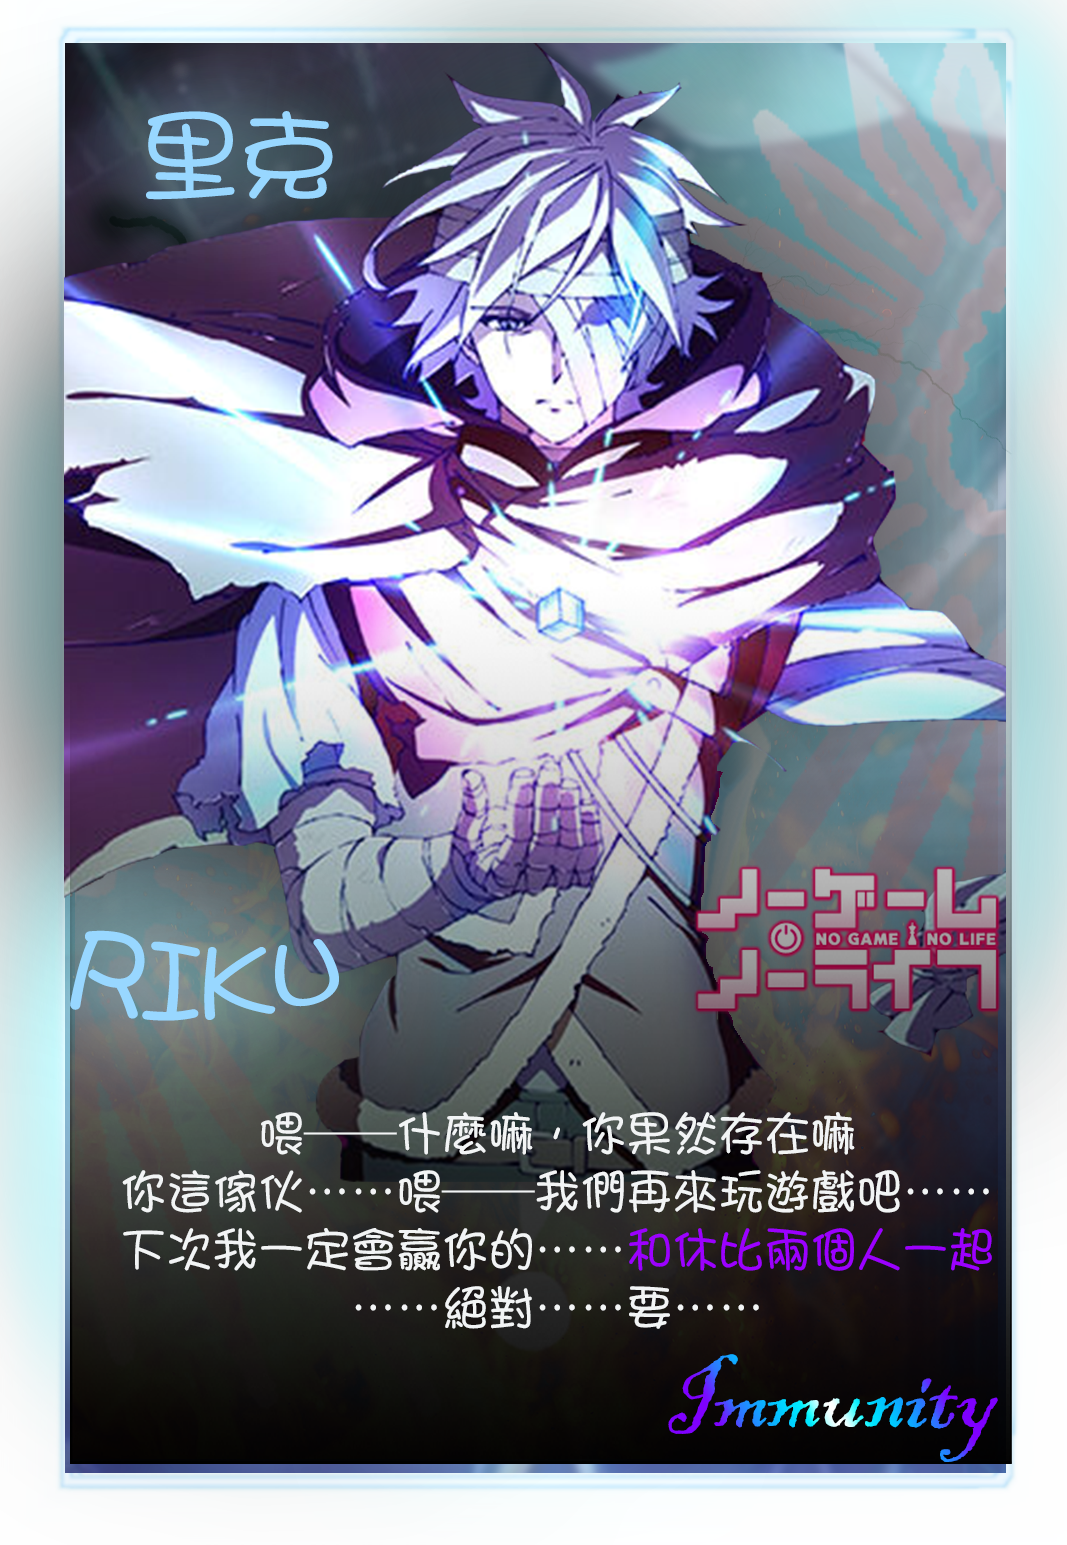 里克
ノーゲーム
NO GAME NO LIFE
ノーライフ
RIKU
喂──什麼嘛，你果然存在嘛
你這傢伙⋯⋯喂──我們再來玩遊戲吧⋯⋯
下次我一定會贏你的⋯⋯和休比兩個人一起
⋯⋯絕對⋯⋯要⋯⋯
Immunity